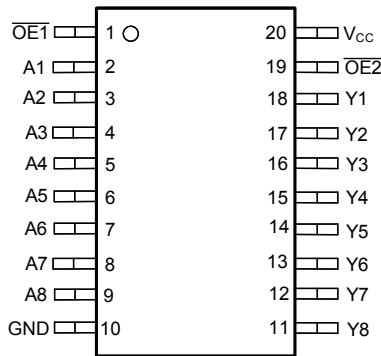 OE1 1 20 VCC
A1 2 19 OE2
A2 3 18 Y1
A3 4 17 Y2
A4 5 16 Y3
A5 6 15 Y4
A6 7 14 Y5
A7 8 13 Y6
A8 9 12 Y7
GND 10 11 Y8